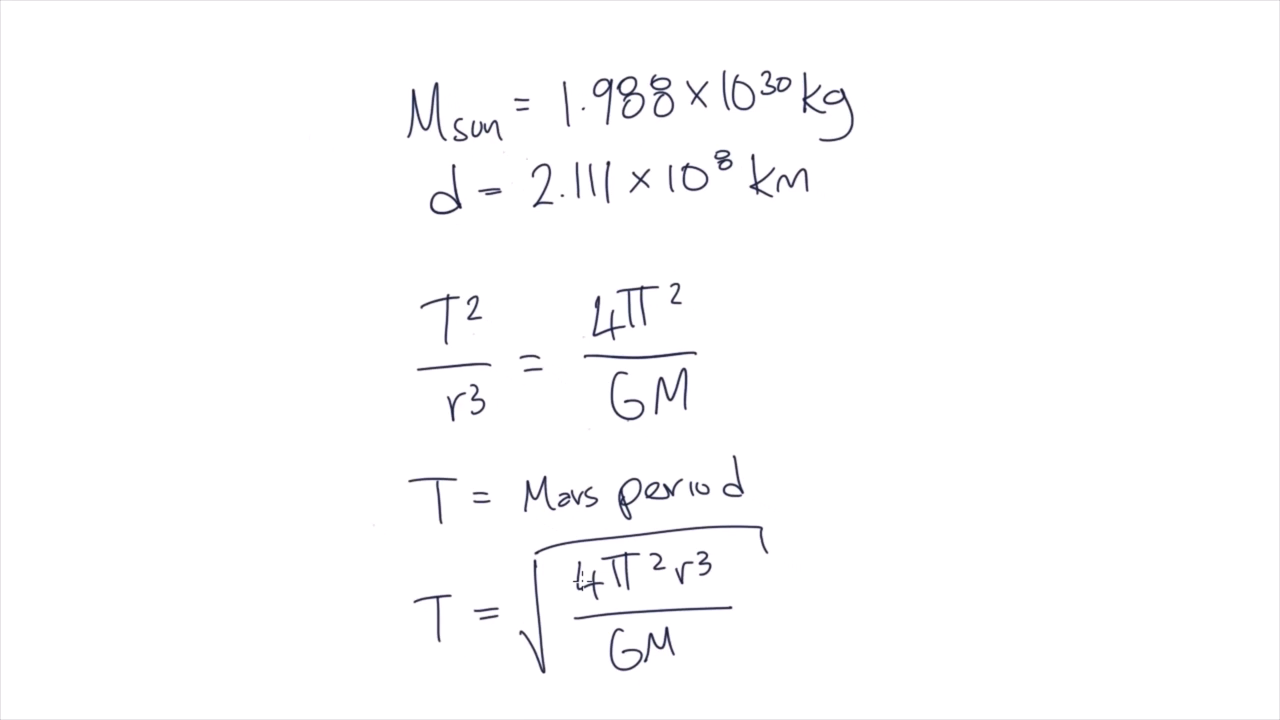 Msun = 1.988 × 10³⁰ kg
d = 2.111 × 10⁸ km
T²/r³ = 4π²/GM
T = Mars period
T = √(4π²r³/GM)